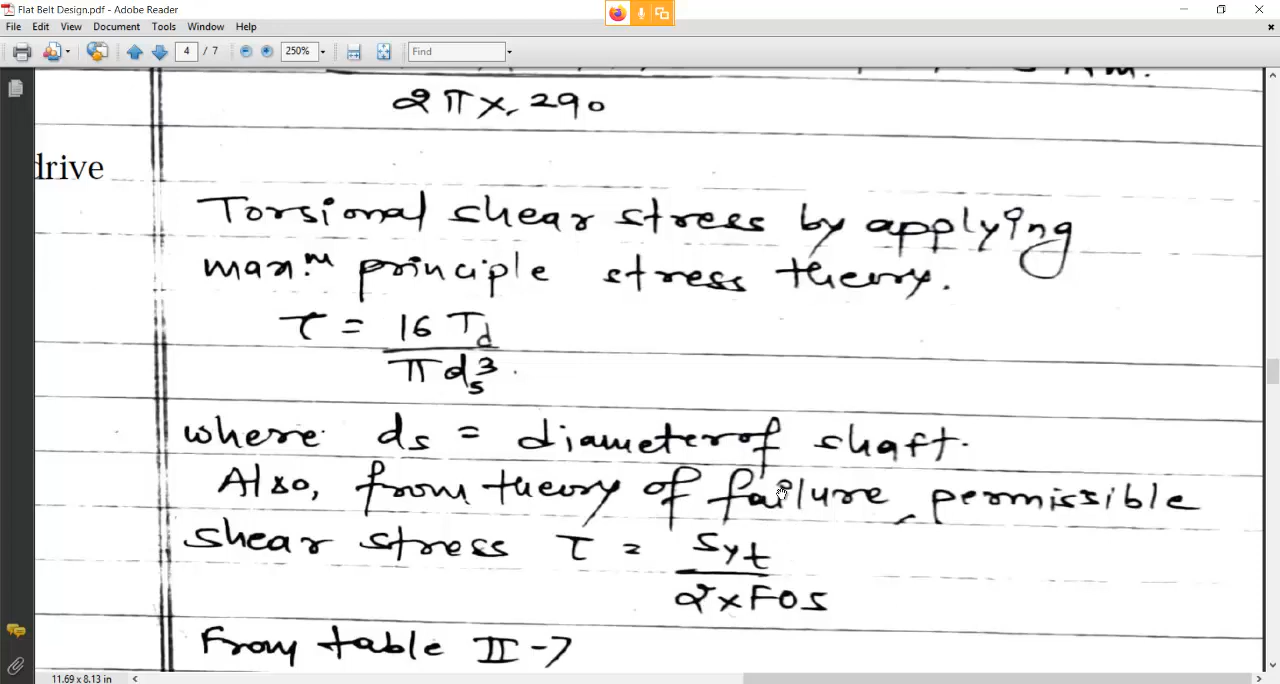 Flat Belt Design.pdf - Adobe Reader
File Edit View Document Tools Window Help
4 / 7 250% Find
2π×290
drive
Torsional shear stress by applying
maxᵐ principle stress theory.
τ = 16 Td
πds³
where ds = diameter of shaft.
Also, from theory of failure, permissible
shear stress τ = Syt
2×FOS
From table II-7
11.69 x 8.13 in